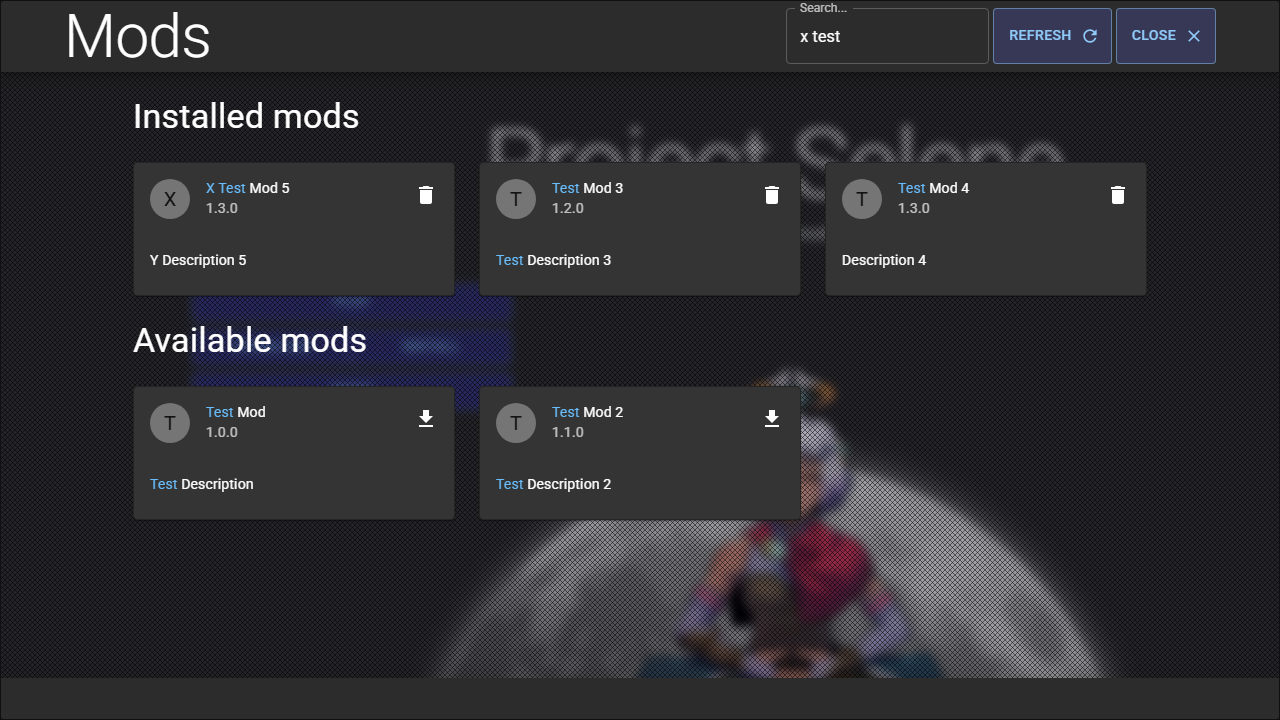 Mods
Search...
x test
REFRESH
CLOSE
Installed mods
Project Selene
X
X Test Mod 5
1.3.0
Y Description 5
T
Test Mod 3
1.2.0
Test Description 3
T
Test Mod 4
1.3.0
Description 4
Available mods
T
Test Mod
1.0.0
Test Description
T
Test Mod 2
1.1.0
Test Description 2